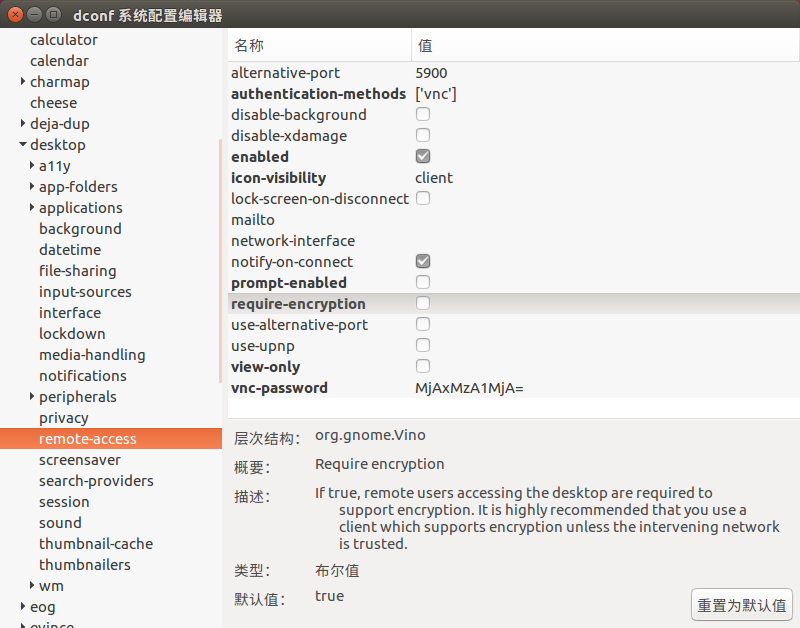 dconf 系统配置编辑器
calculator
calendar
charmap
cheese
deja-dup
desktop
a11y
app-folders
applications
background
datetime
file-sharing
input-sources
interface
lockdown
media-handling
notifications
peripherals
privacy
remote-access
screensaver
search-providers
session
sound
thumbnail-cache
thumbnailers
wm
eog
evince
名称 值
alternative-port 5900
authentication-methods ['vnc']
disable-background
disable-xdamage
enabled
icon-visibility client
lock-screen-on-disconnect
mailto
network-interface
notify-on-connect
prompt-enabled
require-encryption
use-alternative-port
use-upnp
view-only
vnc-password MjAxMzA1MjA=
层次结构: org.gnome.Vino
概要: Require encryption
描述: If true, remote users accessing the desktop are required to
support encryption. It is highly recommended that you use a
client which supports encryption unless the intervening network
is trusted.
类型: 布尔值
默认值: true
重置为默认值